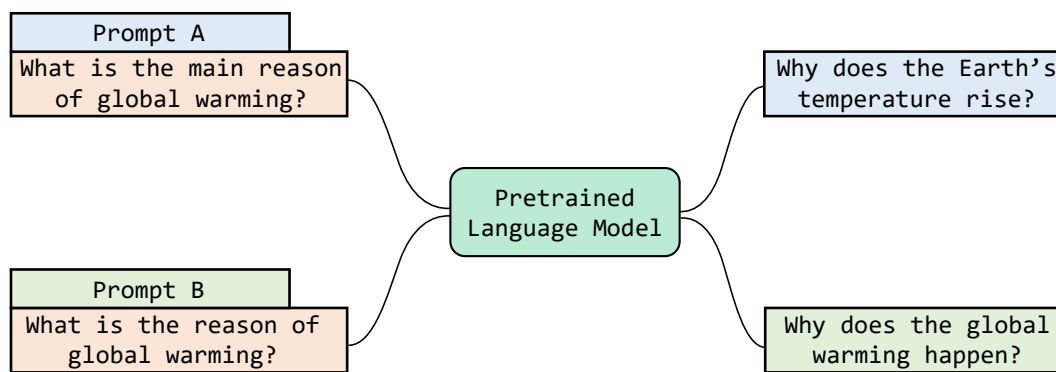 Prompt A
What is the main reason
of global warming?
Why does the Earth’s
temperature rise?
Pretrained
Language Model
Prompt B
What is the reason of
global warming?
Why does the global
warming happen?